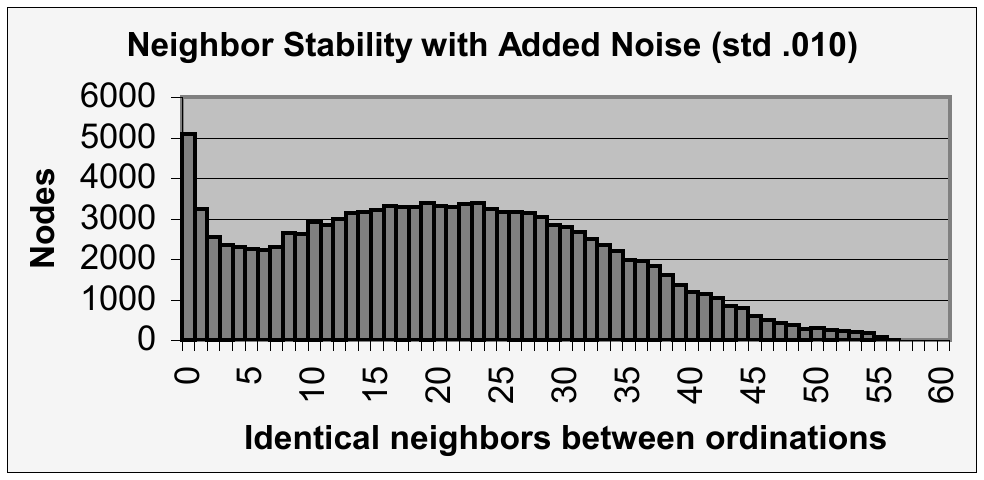 Neighbor Stability with Added Noise (std .010)
6000
5000
4000
3000
2000
1000
0
Nodes
0 5 10 15 20 25 30 35 40 45 50 55 60
Identical neighbors between ordinations